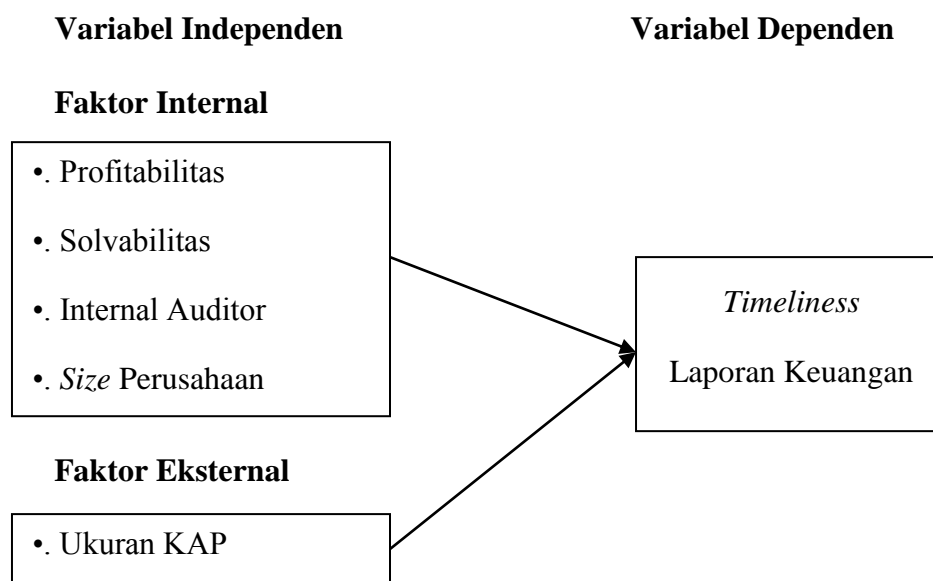 Variabel Independen
Variabel Dependen
Faktor Internal
•. Profitabilitas
•. Solvabilitas
•. Internal Auditor
•. Size Perusahaan
Timeliness
Laporan Keuangan
Faktor Eksternal
•. Ukuran KAP